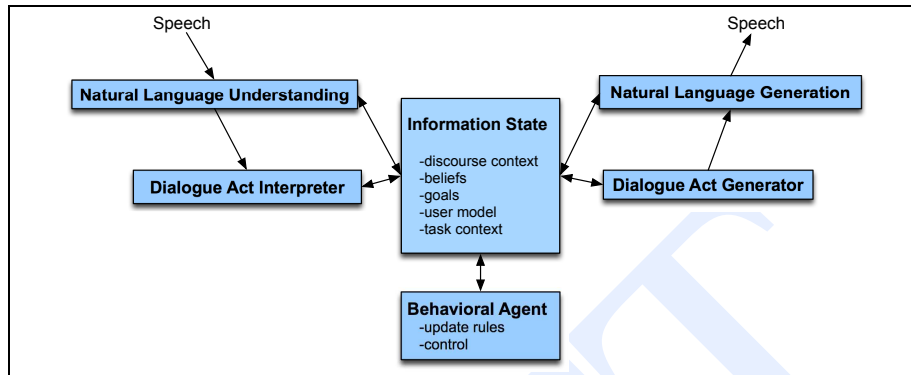 Speech
Speech
Natural Language Understanding
Natural Language Generation
Information State
-discourse context
-beliefs
-goals
-user model
-task context
Dialogue Act Interpreter
Dialogue Act Generator
Behavioral Agent
-update rules
-control
T